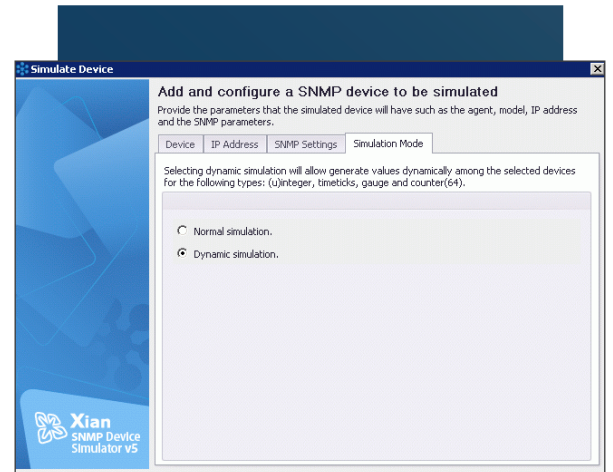 Simulate Device
Add and configure a SNMP device to be simulated
Provide the parameters that the simulated device will have such as the agent, model, IP address
and the SNMP parameters.
Device IP Address SNMP Settings Simulation Mode
Selecting dynamic simulation will allow generate values dynamically among the selected devices
for the following types: (u)integer, timeticks, gauge and counter(64).
Normal simulation.
Dynamic simulation.
Xian
SNMP Device
Simulator v5